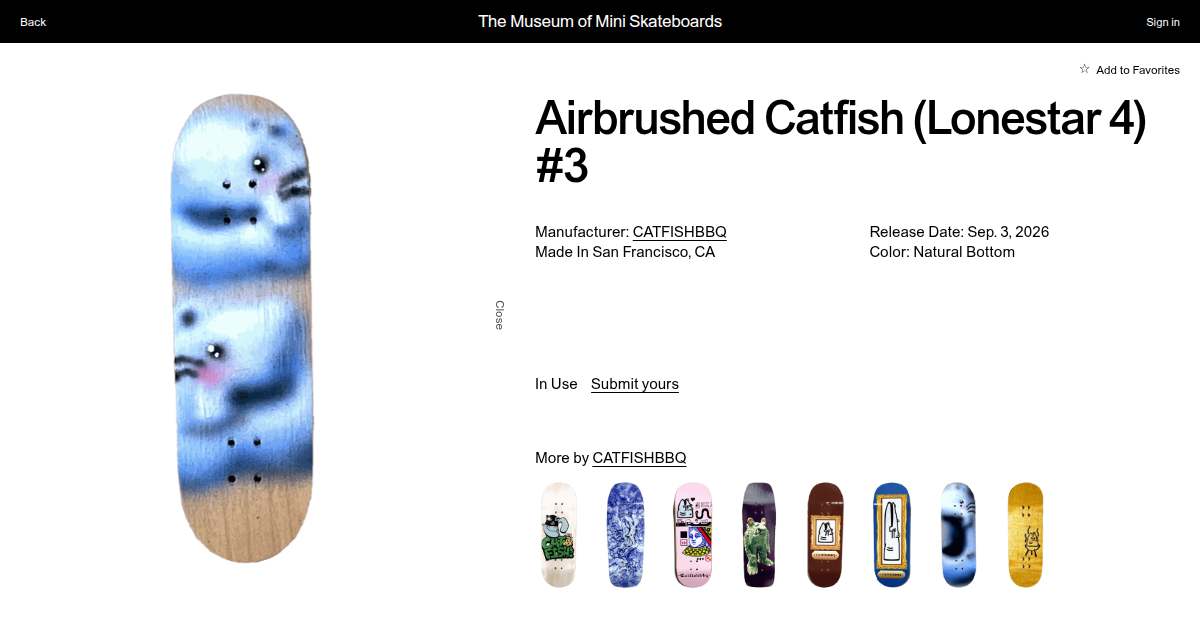 Back
The Museum of Mini Skateboards
Sign in
☆ Add to Favorites
Airbrushed Catfish (Lonestar 4)
#3
Manufacturer: CATFISHBBQ
Made In San Francisco, CA
Release Date: Sep. 3, 2026
Color: Natural Bottom
Close
In Use Submit yours
More by CATFISHBBQ